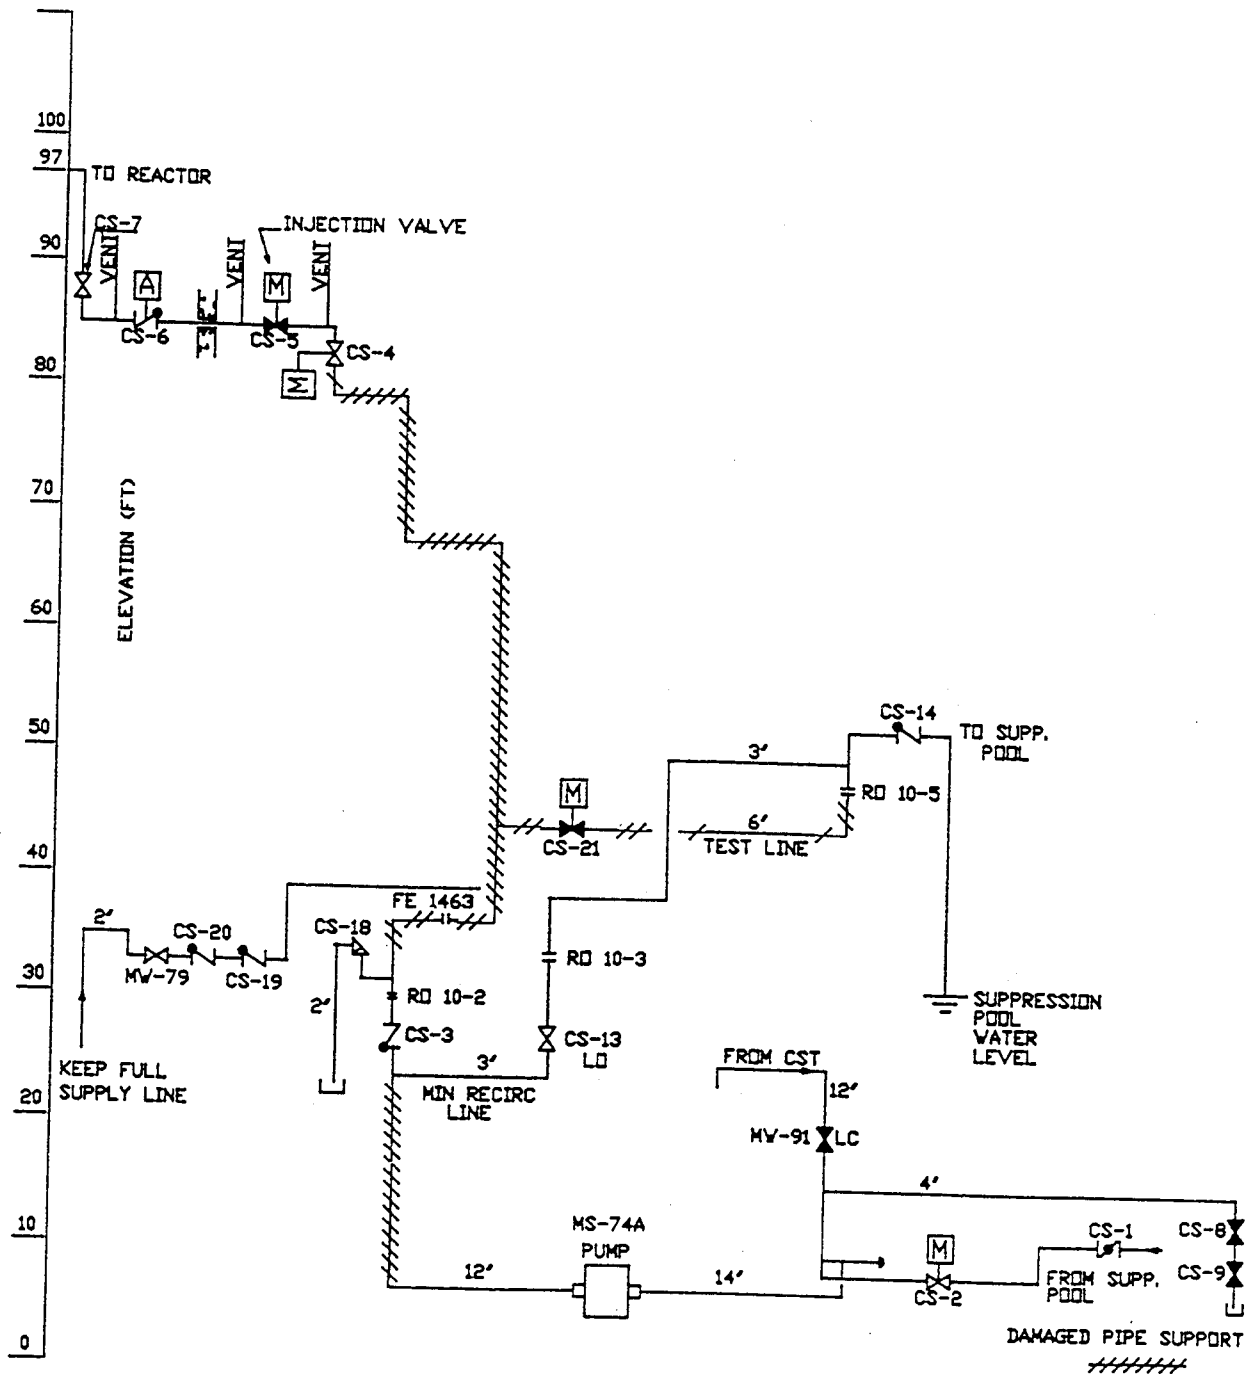 100
97
TO REACTOR
CS-7
INJECTION VALVE
90
VENT
VENT
VENT
A
M
CS-6
CS-5
CS-4
M
80
70
ELEVATION (FT)
60
50
CS-14
TO SUPP.
POOL
3"
M
RO 10-5
6"
CS-21
TEST LINE
40
FE 1463
2"
CS-20
CS-18
MW-79
CS-19
RO 10-3
30
RO 10-2
2"
SUPPRESSION
POOL
WATER
LEVEL
CS-3
CS-13
LO
KEEP FULL
SUPPLY LINE
3"
FROM CST
MIN RECIRC
LINE
12"
20
MW-91
LC
4"
10
MS-74A
PUMP
CS-1
CS-8
M
12"
14"
FROM SUPP.
POOL
CS-9
CS-2
0
DAMAGED PIPE SUPPORT